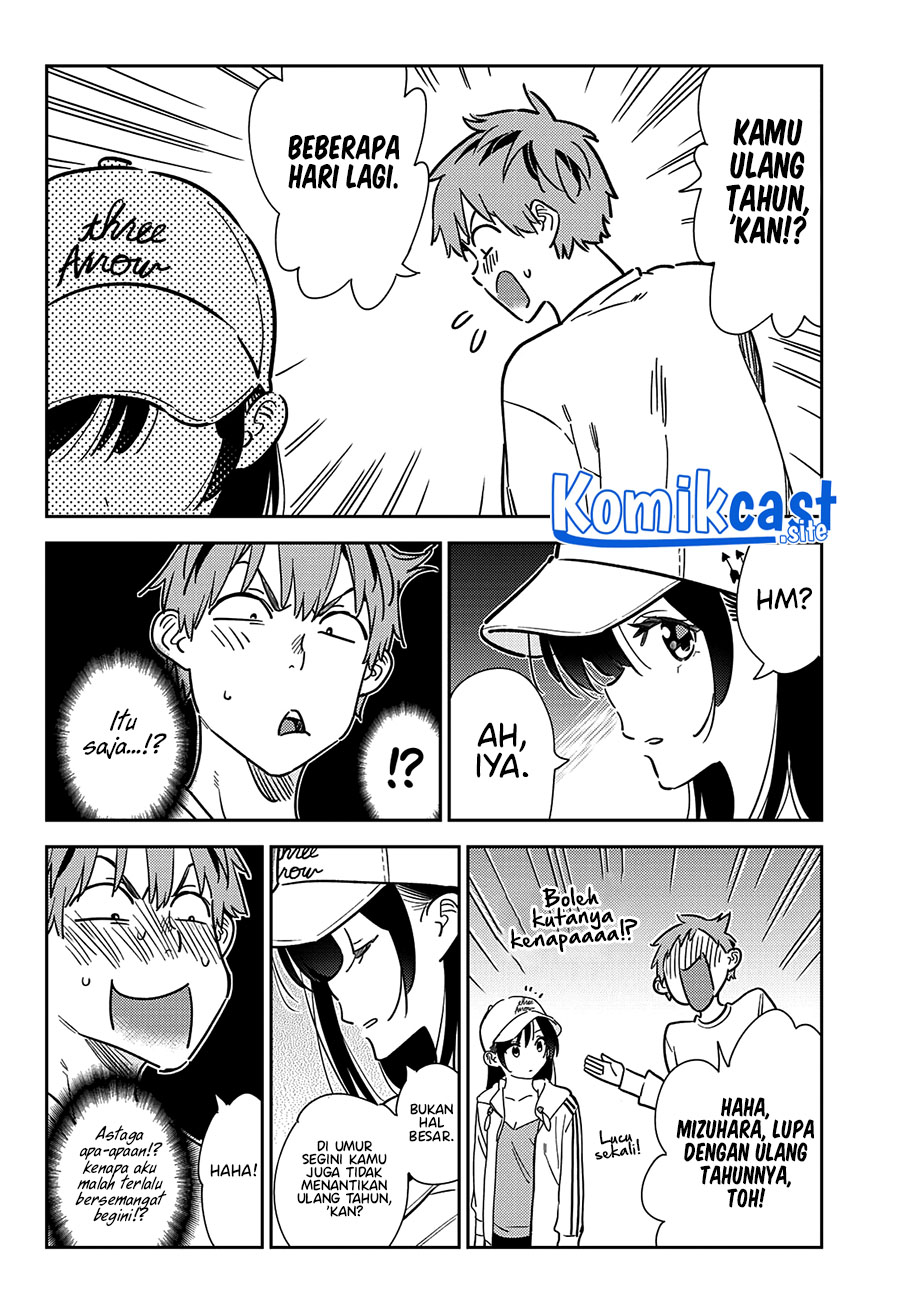 KAMU
ULANG
TAHUN,
'KAN!?
BEBERAPA
HARI LAGI.
three
Arrow
Komikcast
.site
HM?
AH,
IYA.
!?
Itu
saja...!?
Boleh
kutanya
kenapaaaa!?
three
Arrow
HAHA,
MIZUHARA, LUPA
DENGAN ULANG
TAHUNNYA,
TOH!
Lucu
sekali!
three
Arrow
BUKAN
HAL
BESAR.
DI UMUR
SEGINI KAMU
JUGA TIDAK
MENANTIKAN
ULANG TAHUN,
'KAN?
HAHA!
Astaga
apa-apaan!?
kenapa aku
malah terlalu
bersemangat
begini!?